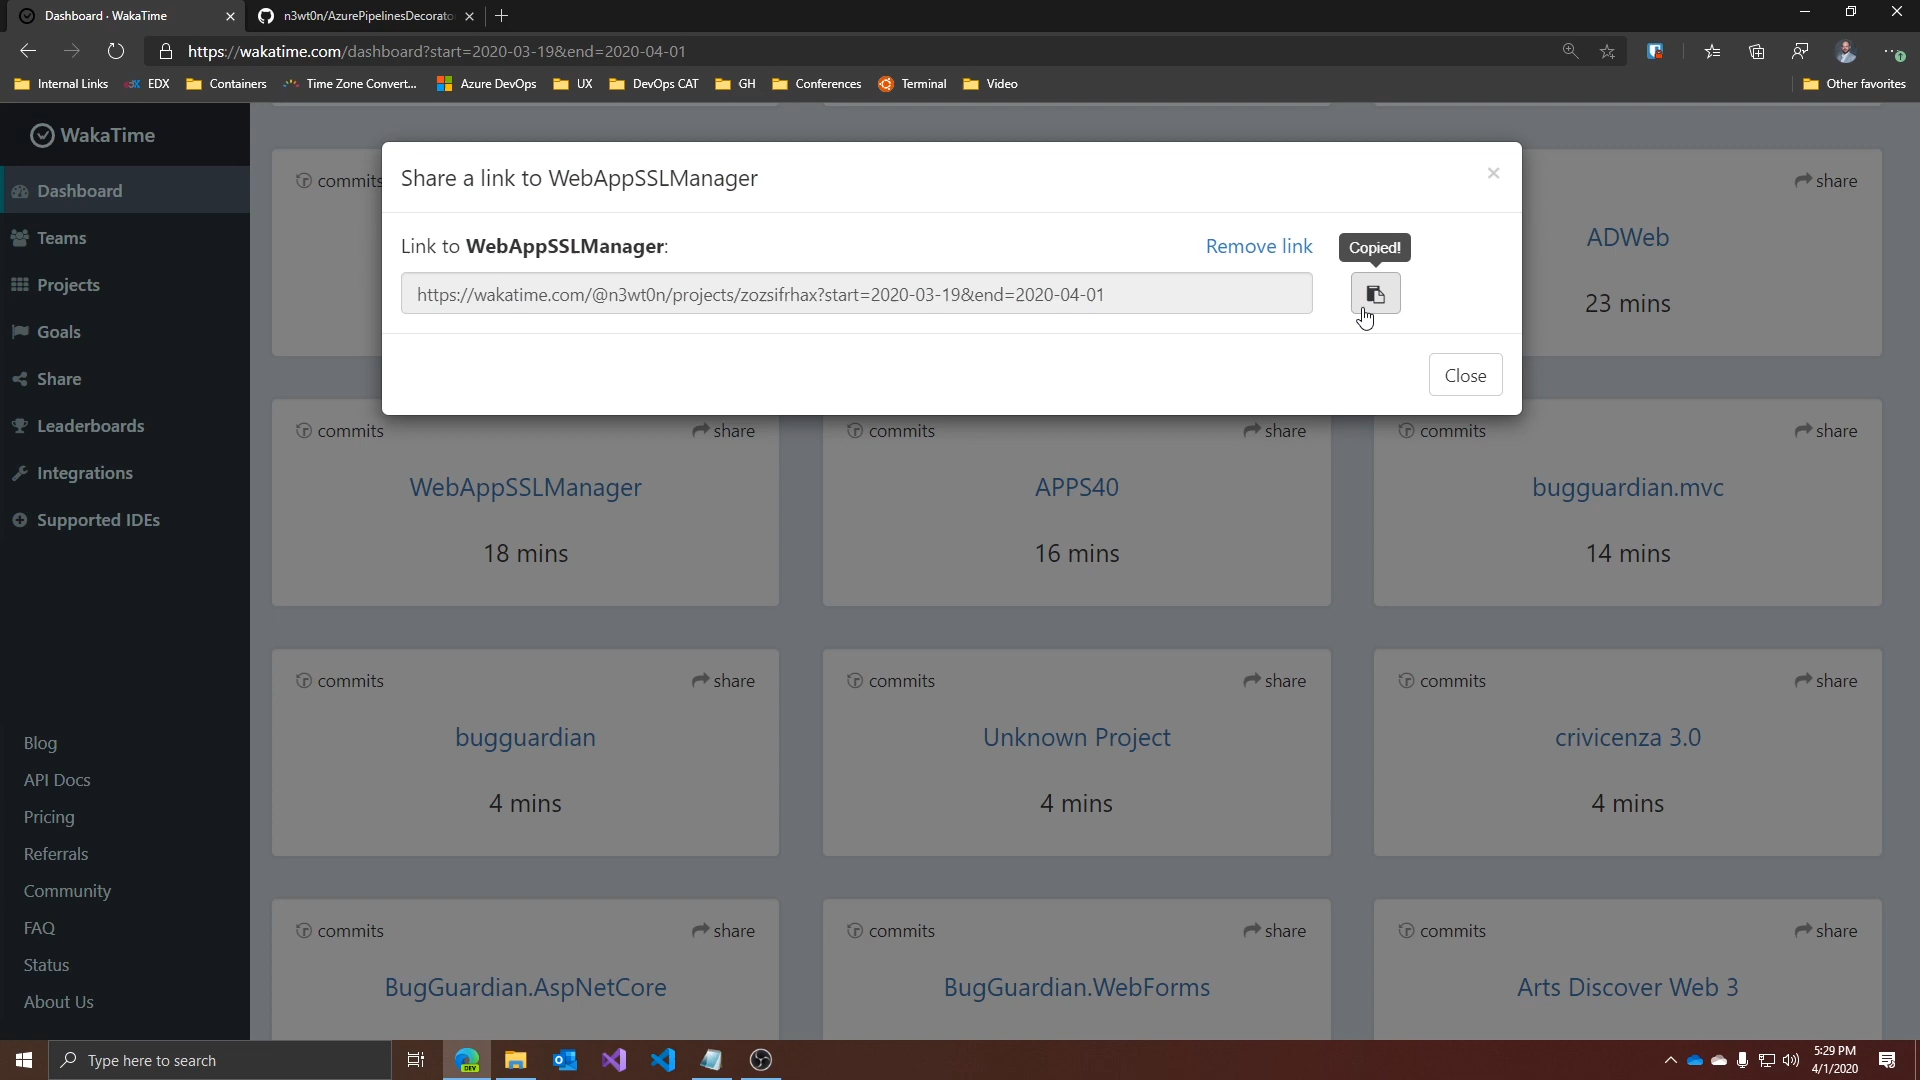 Dashboard · WakaTime
n3wt0n/AzurePipelinesDecorato
https://wakatime.com/dashboard?start=2020-03-19&end=2020-04-01
Internal Links
EDX
Containers
Time Zone Convert...
Azure DevOps
UX
DevOps CAT
GH
Conferences
Terminal
Video
Other favorites
WakaTime
Dashboard
Teams
Projects
Goals
Share
Leaderboards
Integrations
Supported IDEs
Blog
API Docs
Pricing
Referrals
Community
FAQ
Status
About Us
Share a link to WebAppSSLManager
×
Link to WebAppSSLManager:
Remove link
Copied!
https://wakatime.com/@n3wt0n/projects/zozsifrhax?start=2020-03-19&end=2020-04-01
Close
commits
share
ADWeb
23 mins
commits
share
WebAppSSLManager
18 mins
commits
share
APPS40
16 mins
commits
share
bugguardian.mvc
14 mins
commits
share
bugguardian
4 mins
commits
share
Unknown Project
4 mins
commits
share
crivicenza 3.0
4 mins
commits
share
BugGuardian.AspNetCore
commits
share
BugGuardian.WebForms
commits
share
Arts Discover Web 3
Type here to search
DEV
5:29 PM
4/1/2020